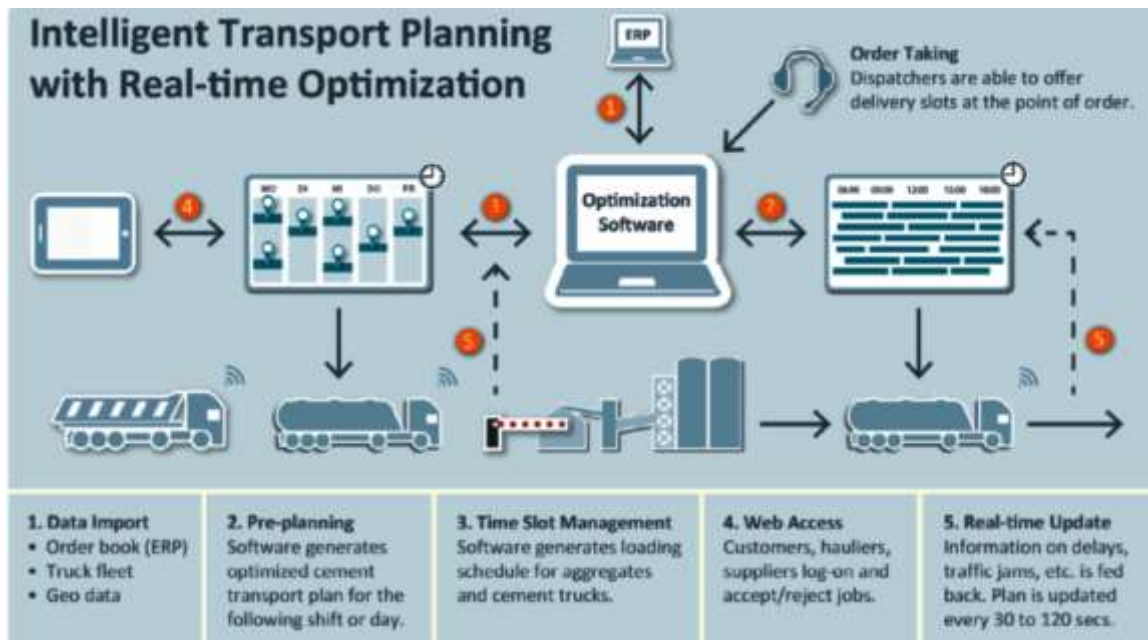 Intelligent Transport Planning
with Real-time Optimization
ERP
Order Taking
Dispatchers are able to offer
delivery slots at the point of order.
1
4
MO DI MI DO FR
3
Optimization
Software
2
06:00 09:00 12:00 15:00 18:00
5
5
1. Data Import
• Order book (ERP)
• Truck fleet
• Geo data
2. Pre-planning
Software generates
optimized cement
transport plan for the
following shift or day.
3. Time Slot Management
Software generates loading
schedule for aggregates
and cement trucks.
4. Web Access
Customers, hauliers,
suppliers log-on and
accept/reject jobs.
5. Real-time Update
Information on delays,
traffic jams, etc. is fed
back. Plan is updated
every 30 to 120 secs.